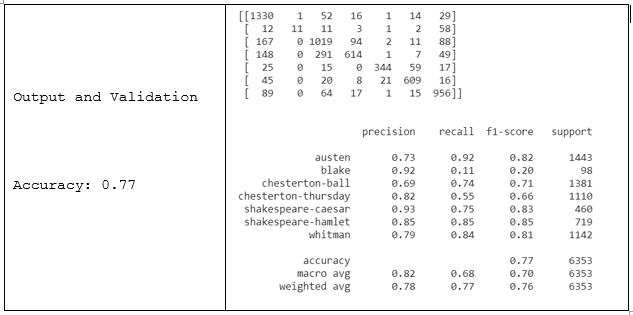 [[1330 1 52 16 1 14 29]
[ 12 11 11 3 1 2 58]
[ 167 0 1019 94 2 11 88]
[ 148 0 291 614 1 7 49]
[ 25 0 15 0 344 59 17]
[ 45 0 20 8 21 609 16]
[ 89 0 64 17 1 15 956]]
Output and Validation
Accuracy: 0.77
precision recall f1-score support
austen 0.73 0.92 0.82 1443
blake 0.92 0.11 0.20 98
chesterton-ball 0.69 0.74 0.71 1381
chesterton-thursday 0.82 0.55 0.66 1110
shakespeare-caesar 0.93 0.75 0.83 460
shakespeare-hamlet 0.85 0.85 0.85 719
whitman 0.79 0.84 0.81 1142
accuracy 0.77 6353
macro avg 0.82 0.68 0.70 6353
weighted avg 0.78 0.77 0.76 6353